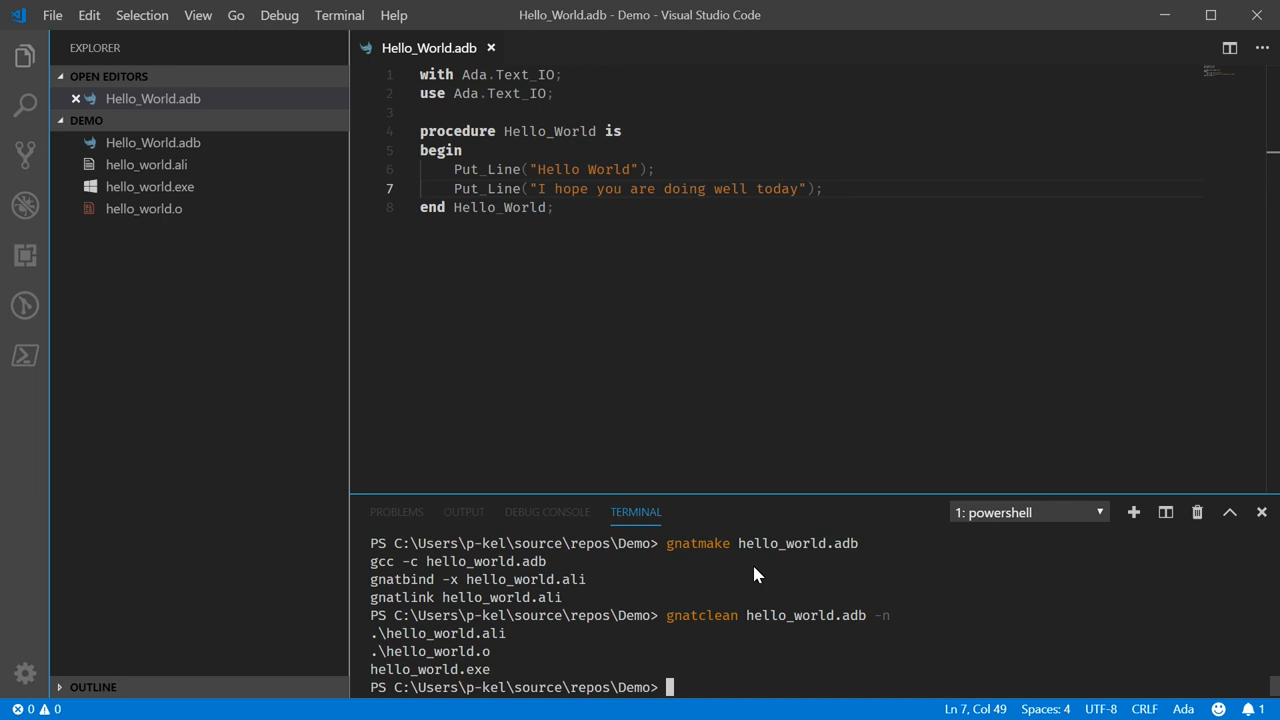 File Edit Selection View Go Debug Terminal Help
Hello_World.adb - Demo - Visual Studio Code
EXPLORER
OPEN EDITORS
Hello_World.adb
DEMO
Hello_World.adb
hello_world.ali
hello_world.exe
hello_world.o
OUTLINE
Hello_World.adb
1 with Ada.Text_IO;
2 use Ada.Text_IO;
3
4 procedure Hello_World is
5 begin
6 Put_Line("Hello World");
7 Put_Line("I hope you are doing well today");
8 end Hello_World;
PROBLEMS OUTPUT DEBUG CONSOLE TERMINAL
1: powershell
PS C:\Users\p-kel\source\repos\Demo> gnatmake hello_world.adb
gcc -c hello_world.adb
gnatbind -x hello_world.ali
gnatlink hello_world.ali
PS C:\Users\p-kel\source\repos\Demo> gnatclean hello_world.adb -n
.\hello_world.ali
.\hello_world.o
hello_world.exe
PS C:\Users\p-kel\source\repos\Demo>
0 0
Ln 7, Col 49 Spaces: 4 UTF-8 CRLF Ada 1